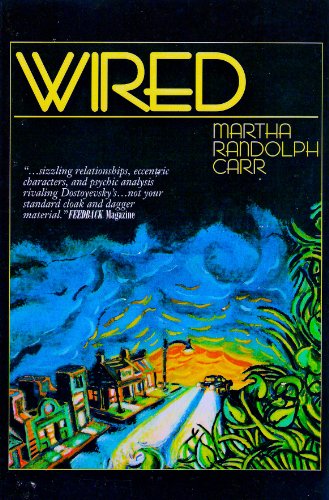 WIRED
MARTHA
RANDOLPH
CARR
"...sizzling relationships, eccentric
characters, and psychic analysis
rivaling Dostoyevsky's...not your
standard cloak and dagger
material." FEEDBACK Magazine